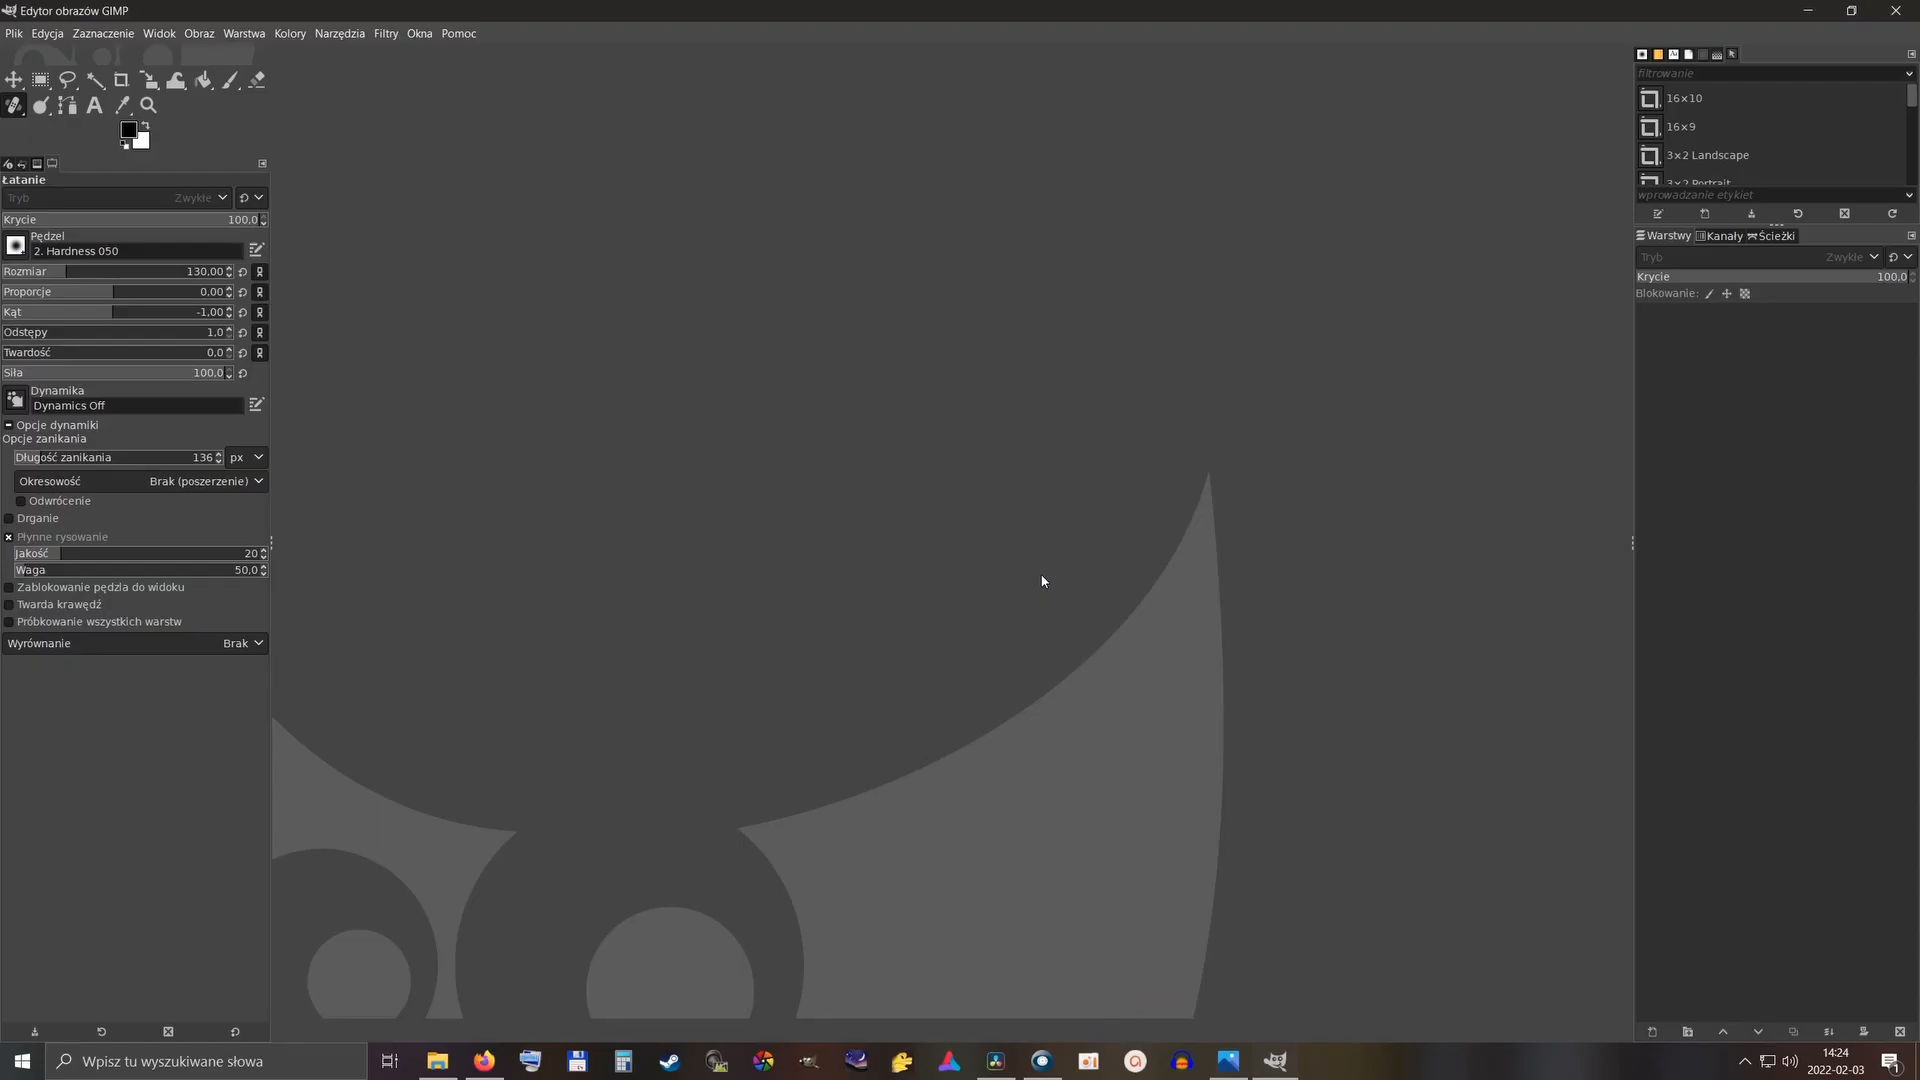 Edytor obrazów GIMP
Plik Edycja Zaznaczenie Widok Obraz Warstwa Kolory Narzędzia Filtry Okna Pomoc
Łatanie
Tryb Zwykłe
Krycie 100,0
Pędzel
2. Hardness 050
Rozmiar 130,00
Proporcje 0,00
Kąt -1,00
Odstępy 1,0
Twardość 0,0
Siła 100,0
Dynamika
Dynamics Off
Opcje dynamiki
Opcje zanikania
Długość zanikania 136 px
Okresowość Brak (poszerzenie)
Odwrócenie
Drganie
Płynne rysowanie
Jakość 20
Waga 50,0
Zablokowanie pędzla do widoku
Twarda krawędź
Próbkowanie wszystkich warstw
Wyrównanie Brak
filtrowanie
16×10
16×9
3×2 Landscape
3×2 Portrait
wprowadzanie etykiet
Warstwy Kanały Ścieżki
Tryb Zwykłe
Krycie 100,0
Blokowanie:
Wpisz tu wyszukiwane słowa
14:24
2022-02-03
1